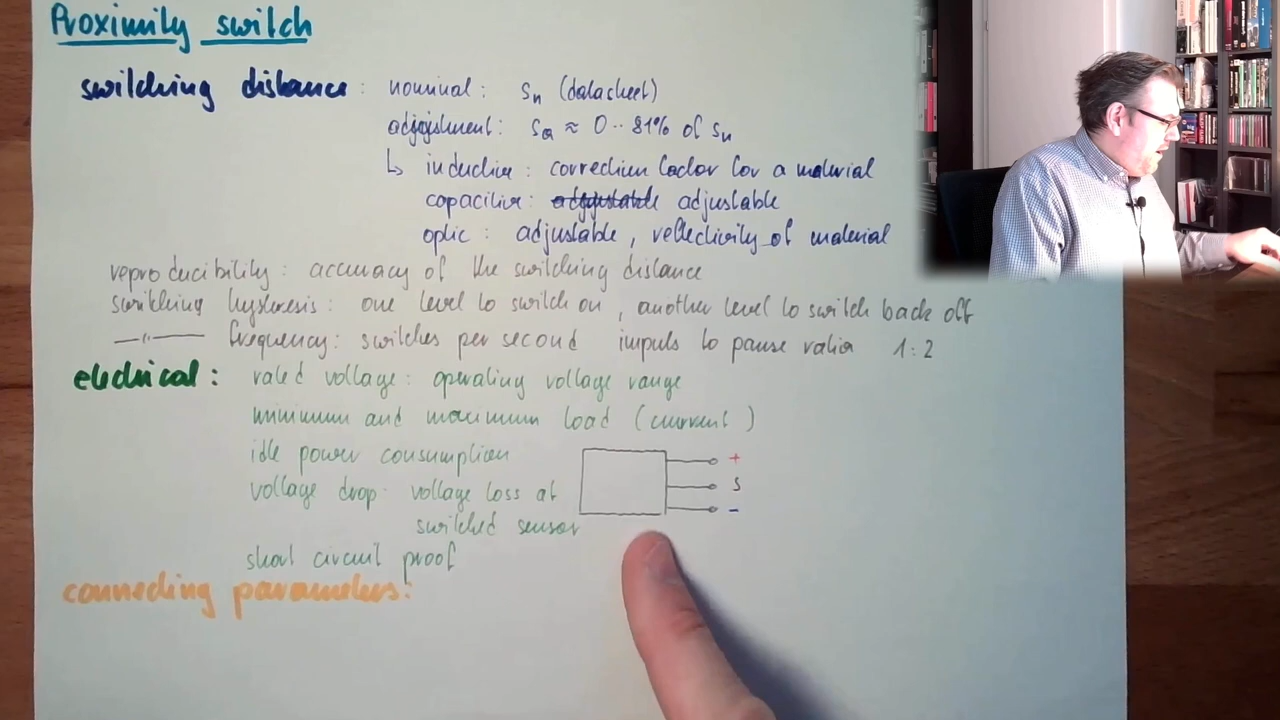 Proximity switch
switching distance: nominal: sn (datasheet)
adjustment: sa ≈ 0..81% of sn
↳ inductive: correction factor for a material
capacitive: adjustable adjustable
optic: adjustable, reflectivity of material
reproducibility: accuracy of the switching distance
switching hysteresis: one level to switch on, another level to switch back off
—"— frequency: switches per second impuls to pause ratio 1:2
electrical: rated voltage: operating voltage range
minimum and maximum load (current)
idle power consumption
voltage drop: voltage loss at
switched sensor
short circuit proof
+
S
-
connecting parameters: